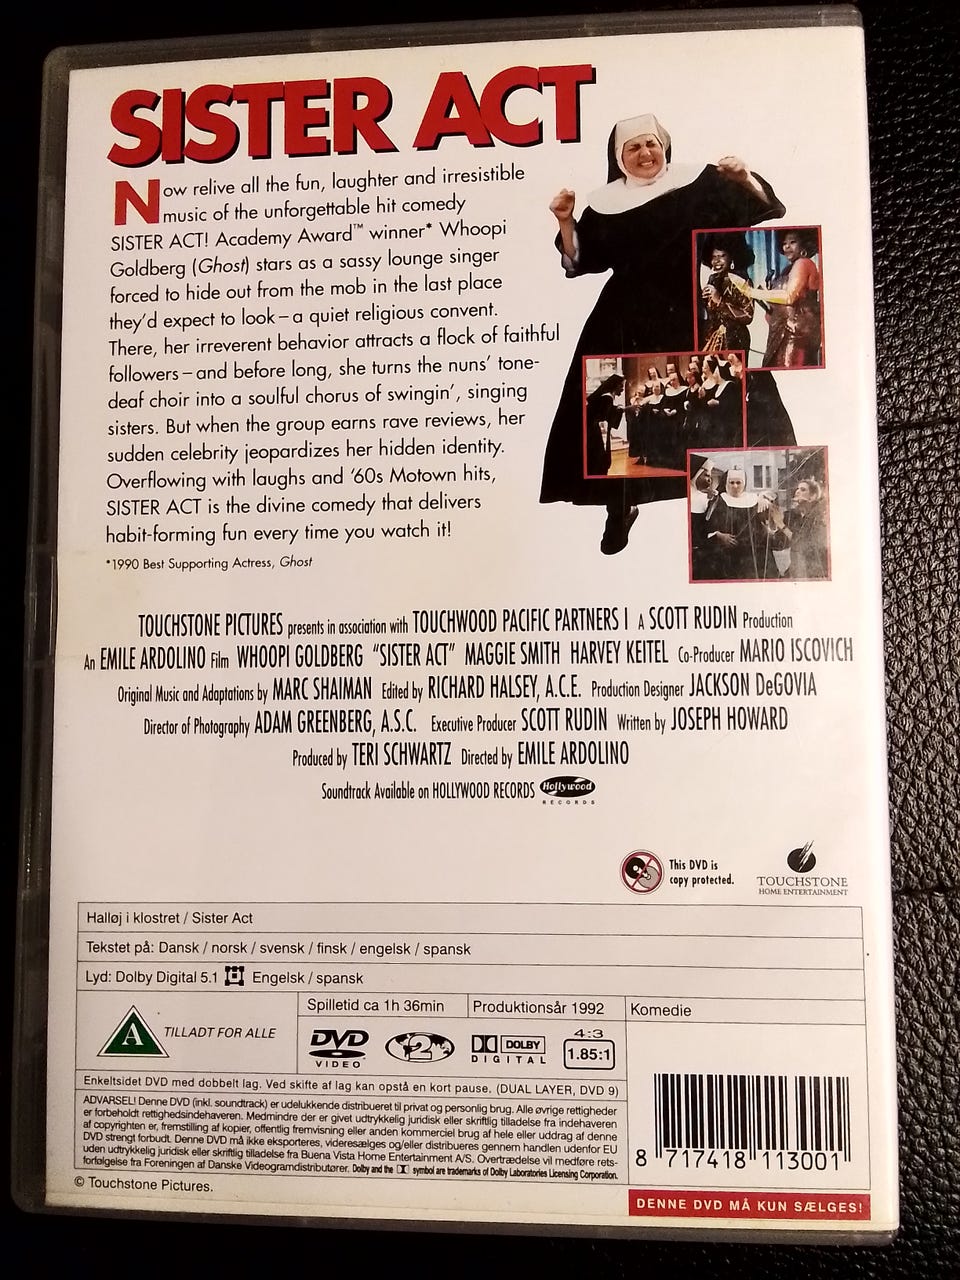 SISTER ACT
Now relive all the fun, laughter and irresistible
music of the unforgettable hit comedy
SISTER ACT! Academy Award™ winner* Whoopi
Goldberg (Ghost) stars as a sassy lounge singer
forced to hide out from the mob in the last place
they'd expect to look – a quiet religious convent.
There, her irreverent behavior attracts a flock of faithful
followers – and before long, she turns the nuns' tone-
deaf choir into a soulful chorus of swingin', singing
sisters. But when the group earns rave reviews, her
sudden celebrity jeopardizes her hidden identity.
Overflowing with laughs and '60s Motown hits,
SISTER ACT is the divine comedy that delivers
habit-forming fun every time you watch it!
*1990 Best Supporting Actress, Ghost
TOUCHSTONE PICTURES presents in association with TOUCHWOOD PACIFIC PARTNERS I A SCOTT RUDIN Production
An EMILE ARDOLINO Film WHOOPI GOLDBERG "SISTER ACT" MAGGIE SMITH HARVEY KEITEL Co-Producer MARIO ISCOVICH
Original Music and Adaptations by MARC SHAIMAN Edited by RICHARD HALSEY, A.C.E. Production Designer JACKSON DeGOVIA
Director of Photography ADAM GREENBERG, A.S.C. Executive Producer SCOTT RUDIN Written by JOSEPH HOWARD
Produced by TERI SCHWARTZ Directed by EMILE ARDOLINO
Soundtrack Available on HOLLYWOOD RECORDS Hollywood
RECORDS
This DVD is
copy protected.
TOUCHSTONE
HOME ENTERTAINMENT
Halløj i klostret / Sister Act
Tekstet på: Dansk / norsk / svensk / finsk / engelsk / spansk
Lyd: Dolby Digital 5.1 Engelsk / spansk
Spilletid ca 1h 36min
Produktionsår 1992
Komedie
A
TILLADT FOR ALLE
DVD
VIDEO
2
DOLBY
DIGITAL
4:3
1.85:1
Enkeltsidet DVD med dobbelt lag. Ved skifte af lag kan opstå en kort pause. (DUAL LAYER, DVD 9)
ADVARSEL! Denne DVD (inkl. soundtrack) er udelukkende distribueret til privat og personlig brug. Alle øvrige rettigheder
er forbeholdt rettighedsindehaveren. Medmindre der er givet udtrykkelig juridisk eller skriftlig tilladelse fra indehaveren
af copyrighten er, fremstilling af kopier, offentlig fremvisning eller anden kommerciel brug af hele eller uddrag af denne
DVD strengt forbudt. Denne DVD må ikke eksporteres, videresælges og/eller distribueres gennem handlen udenfor EU
uden udtrykkelig juridisk eller skriftlig tilladelse fra Buena Vista Home Entertainment A/S. Overtrædelse vil medføre rets-
forfølgelse fra Foreningen af Danske Videogramdistributører. Dolby and the symbol are trademarks of Dolby Laboratories Licensing Corporation.
8 717418 113001
© Touchstone Pictures.
DENNE DVD MÅ KUN SÆLGES!